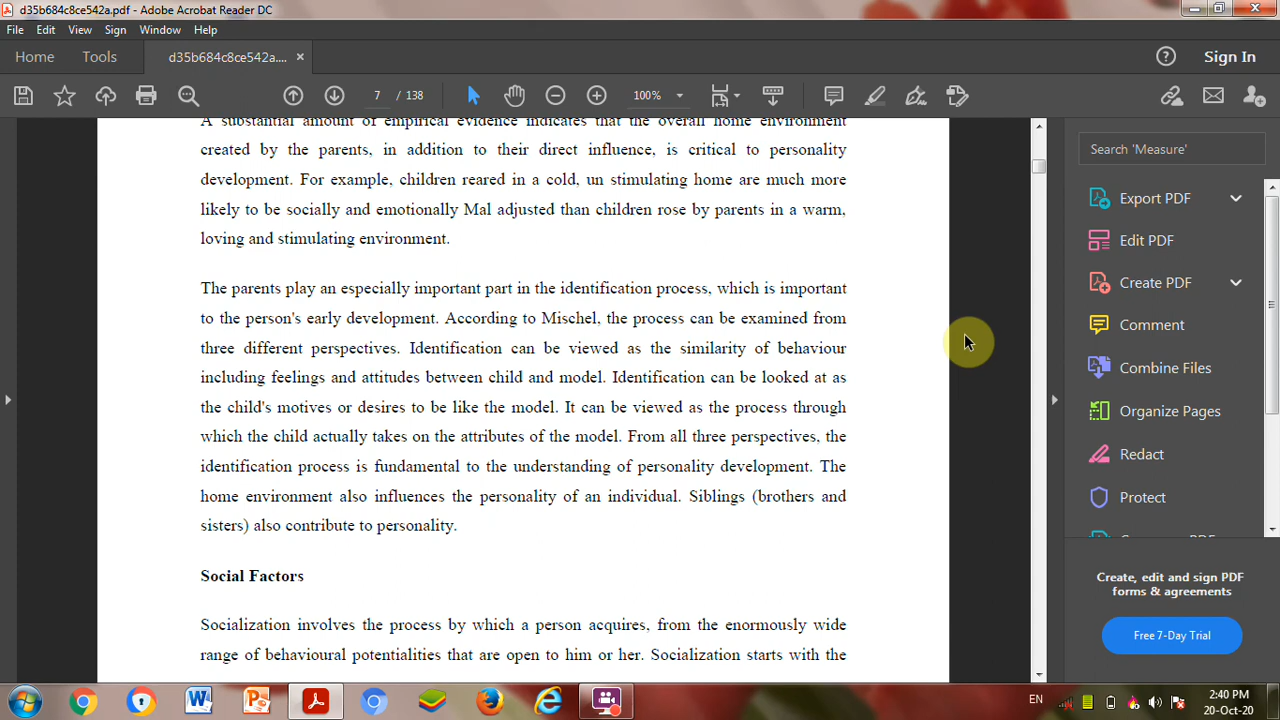 d35b684c8ce542a.pdf - Adobe Acrobat Reader DC
File Edit View Sign Window Help
Home Tools d35b684c8ce542a.... × Sign In
7 / 138 100%
A substantial amount of empirical evidence indicates that the overall home environment
created by the parents, in addition to their direct influence, is critical to personality
development. For example, children reared in a cold, un stimulating home are much more
likely to be socially and emotionally Mal adjusted than children rose by parents in a warm,
loving and stimulating environment.
The parents play an especially important part in the identification process, which is important
to the person's early development. According to Mischel, the process can be examined from
three different perspectives. Identification can be viewed as the similarity of behaviour
including feelings and attitudes between child and model. Identification can be looked at as
the child's motives or desires to be like the model. It can be viewed as the process through
which the child actually takes on the attributes of the model. From all three perspectives, the
identification process is fundamental to the understanding of personality development. The
home environment also influences the personality of an individual. Siblings (brothers and
sisters) also contribute to personality.
Social Factors
Socialization involves the process by which a person acquires, from the enormously wide
range of behavioural potentialities that are open to him or her. Socialization starts with the
Search 'Measure'
Export PDF
Edit PDF
Create PDF
Comment
Combine Files
Organize Pages
Redact
Protect
Create, edit and sign PDF
forms & agreements
Free 7-Day Trial
EN
2:40 PM
20-Oct-20